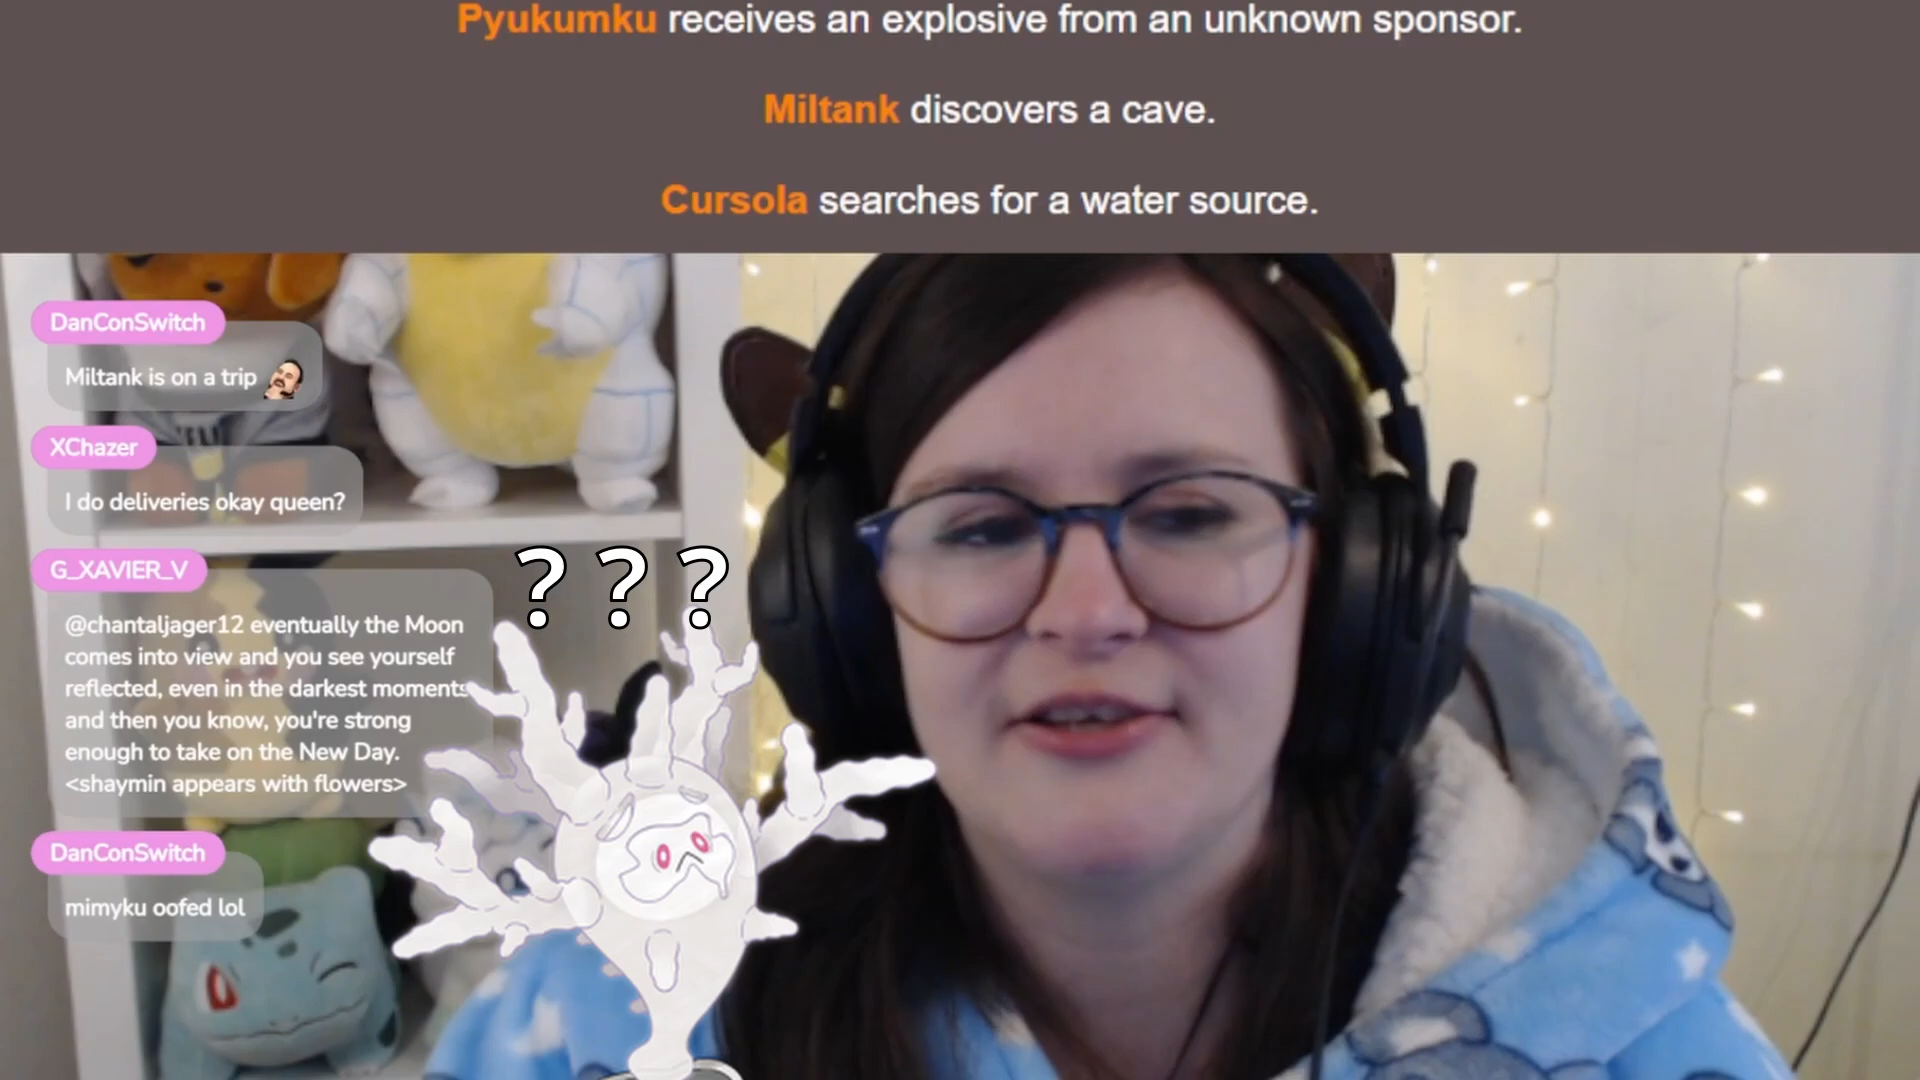 Pyukumku receives an explosive from an unknown sponsor.
Miltank discovers a cave.
Cursola searches for a water source.
DanConSwitch
Miltank is on a trip
XChazer
I do deliveries okay queen?
G_XAVIER_V
@chantaljager12 eventually the Moon
comes into view and you see yourself
reflected, even in the darkest moments
and then you know, you're strong
enough to take on the New Day.
<shaymin appears with flowers>
DanConSwitch
mimyku oofed lol
? ? ?